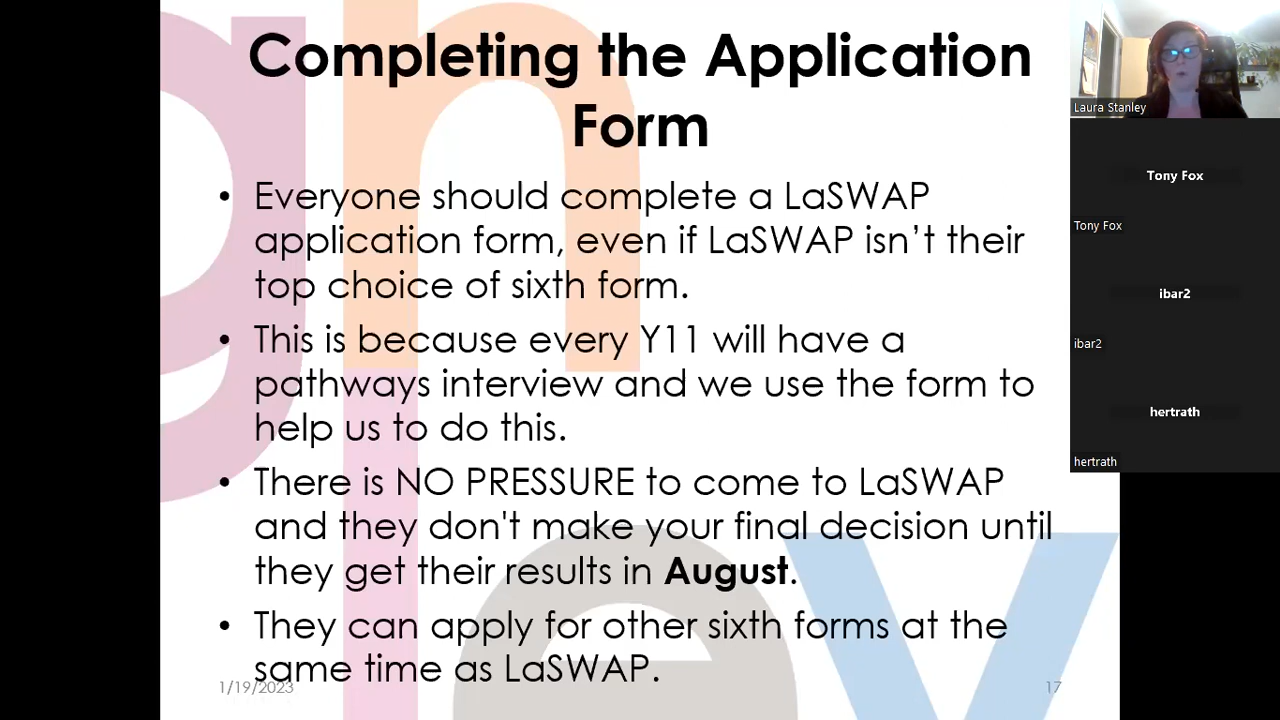 Completing the Application
Form
• Everyone should complete a LaSWAP
application form, even if LaSWAP isn’t their
top choice of sixth form.
• This is because every Y11 will have a
pathways interview and we use the form to
help us to do this.
• There is NO PRESSURE to come to LaSWAP
and they don't make your final decision until
they get their results in August.
• They can apply for other sixth forms at the
same time as LaSWAP.
1/19/2023
17
Laura Stanley
Tony Fox
Tony Fox
ibar2
ibar2
hertrath
hertrath